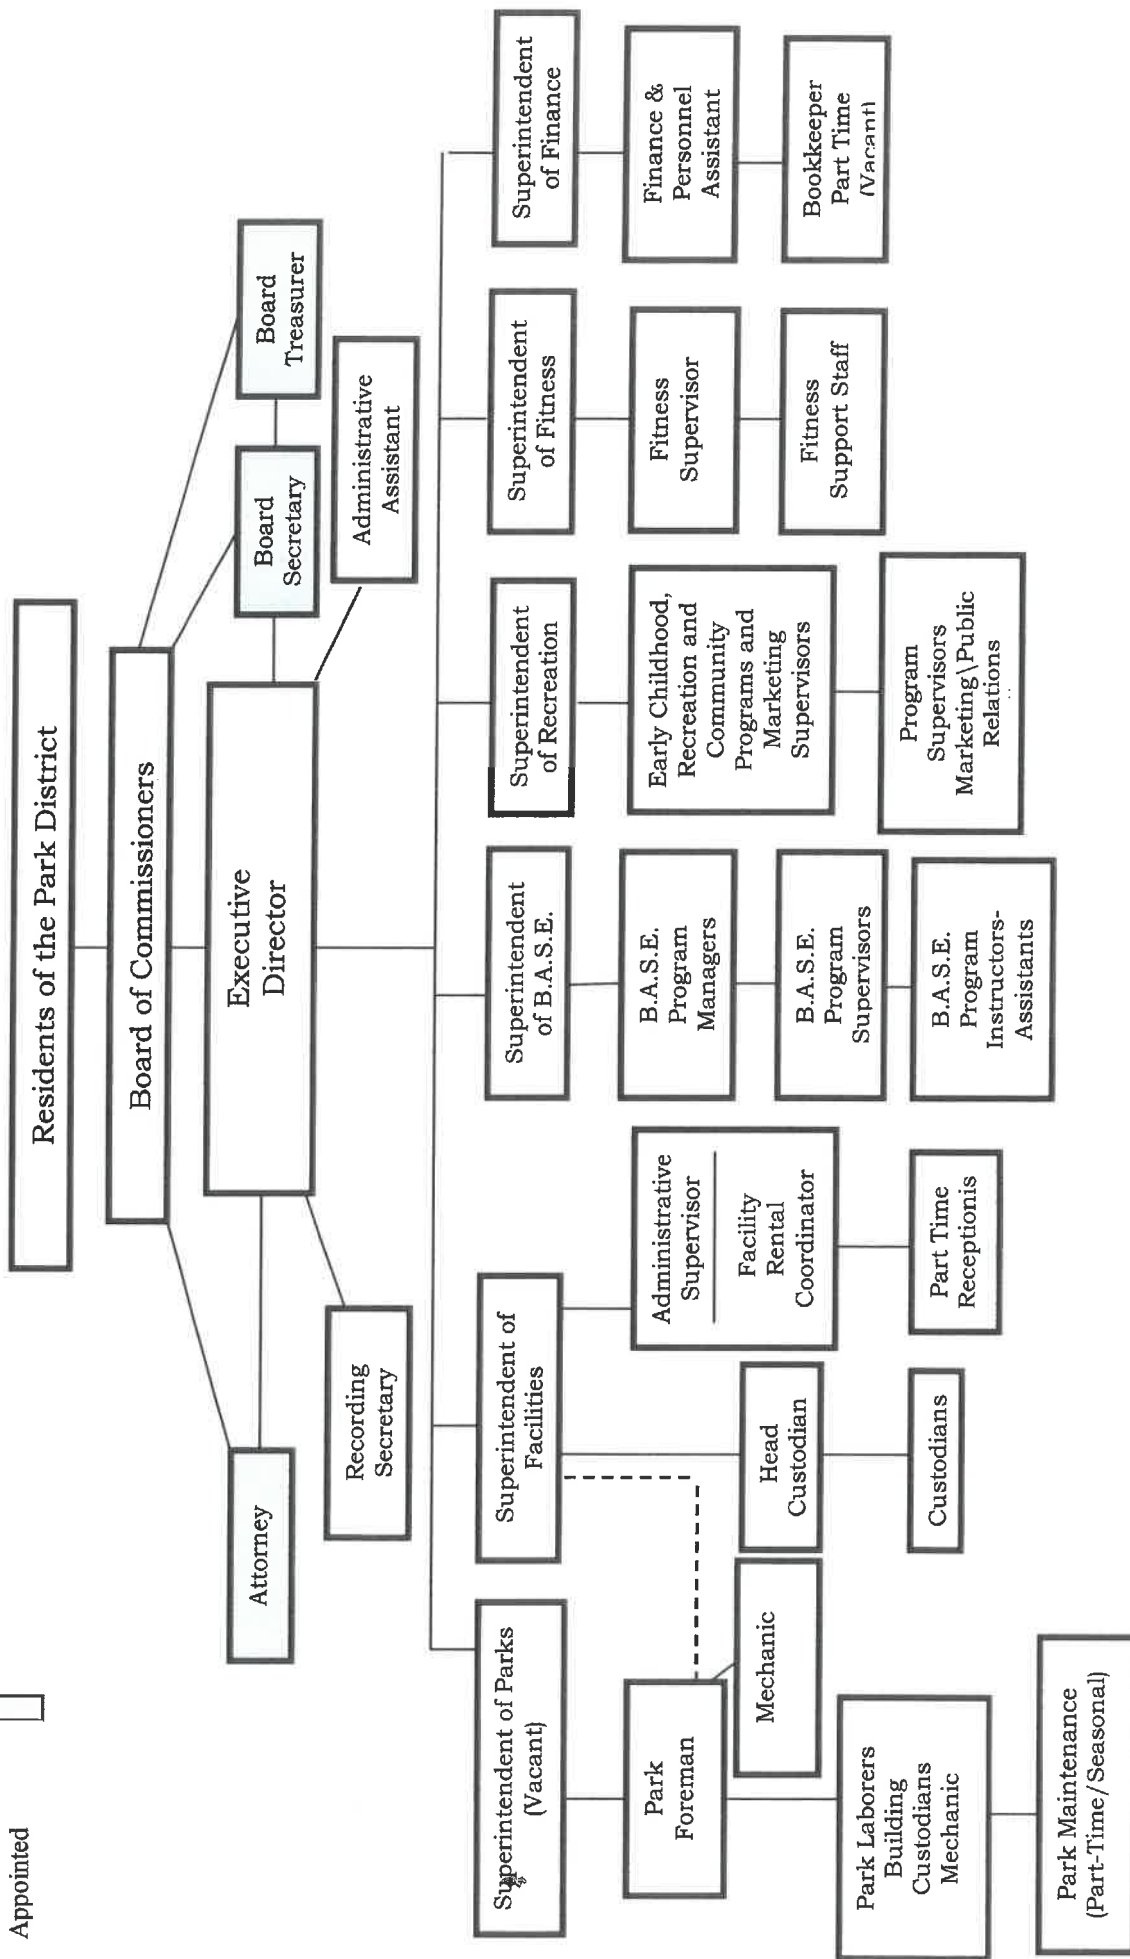 Appointed
Residents of the Park District
Board of Commissioners
Executive
Director
Attorney
Board
Secretary
Board
Treasurer
Recording
Secretary
Administrative
Assistant
Superintendent of Parks
(Vacant)
Superintendent of
Facilities
Superintendent
of B.A.S.E.
Superintendent
of Recreation
Superintendent
of Fitness
Superintendent
of Finance
Park
Foreman
Mechanic
Park Laborers
Building
Custodians
Mechanic
Park Maintenance
(Part-Time/Seasonal)
Head
Custodian
Custodians
Administrative
Supervisor
Facility
Rental
Coordinator
Part Time
Receptionis
B.A.S.E.
Program
Managers
B.A.S.E.
Program
Supervisors
B.A.S.E.
Program
Instructors-
Assistants
Early Childhood,
Recreation and
Community
Programs and
Marketing
Supervisors
Program
Supervisors
Marketing\Public
Relations
Fitness
Supervisor
Fitness
Support Staff
Finance &
Personnel
Assistant
Bookkeeper
Part Time
(Vacant)